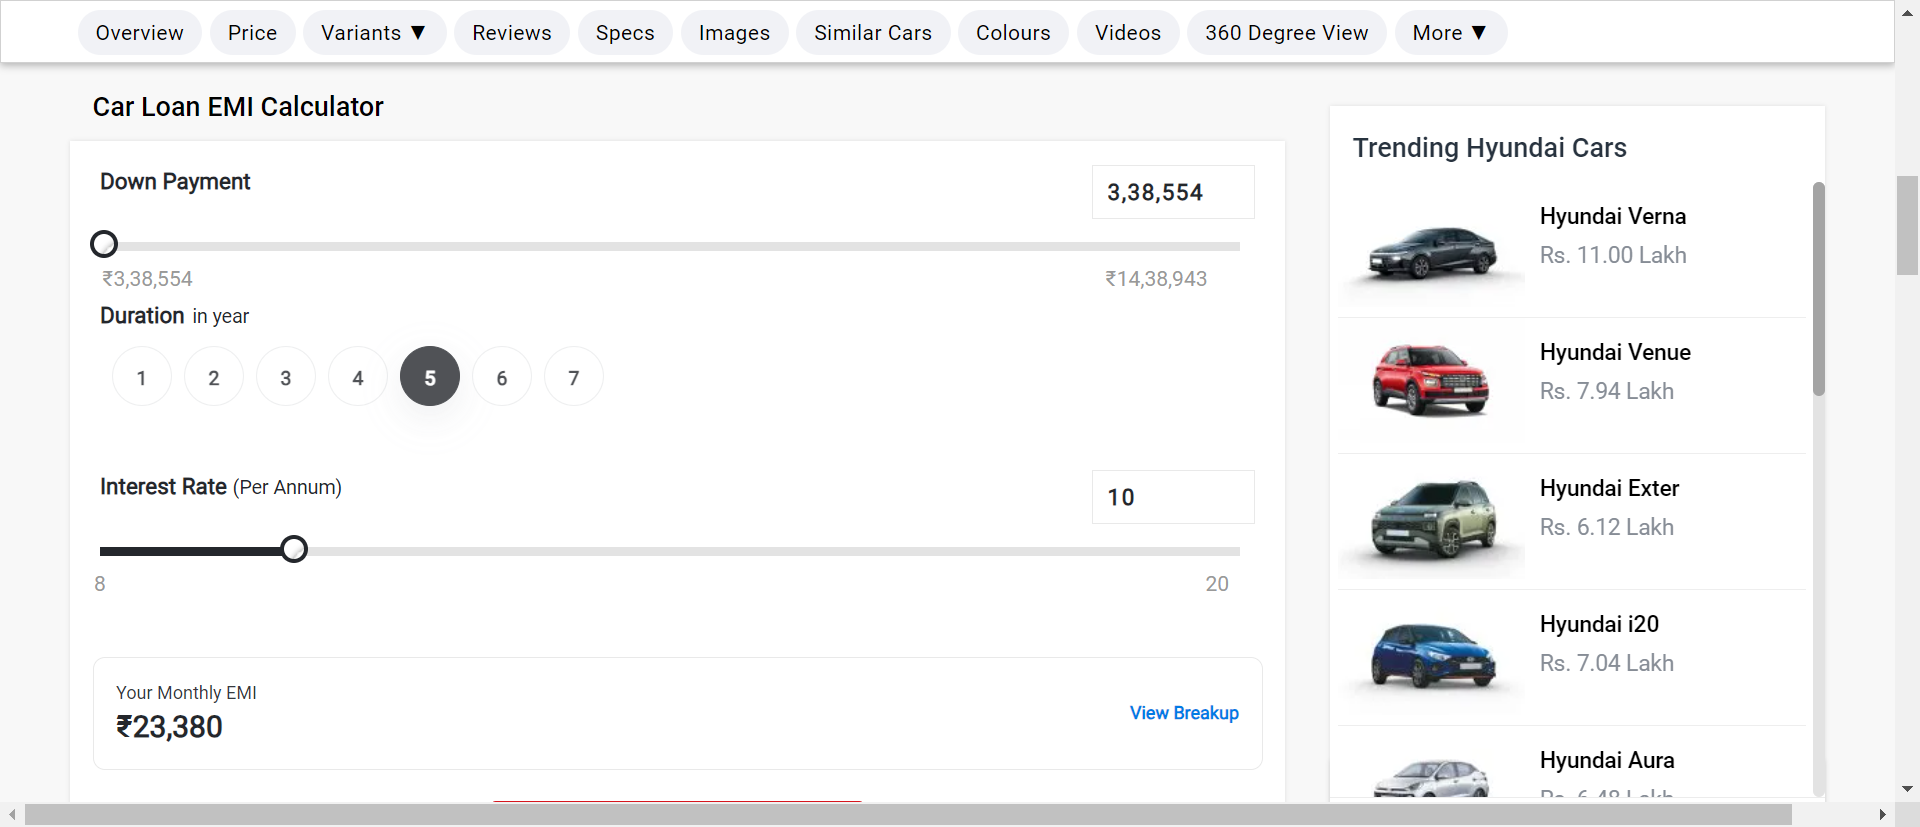 Overview Price Variants ▼ Reviews Specs Images Similar Cars Colours Videos 360 Degree View More ▼
Car Loan EMI Calculator
Down Payment
3,38,554
₹3,38,554
₹14,38,943
Duration in year
1 2 3 4 5 6 7
Interest Rate (Per Annum)
10
8
20
Your Monthly EMI
₹23,380
View Breakup
Trending Hyundai Cars
Hyundai Verna
Rs. 11.00 Lakh
Hyundai Venue
Rs. 7.94 Lakh
Hyundai Exter
Rs. 6.12 Lakh
Hyundai i20
Rs. 7.04 Lakh
Hyundai Aura
Rs. 6.48 Lakh